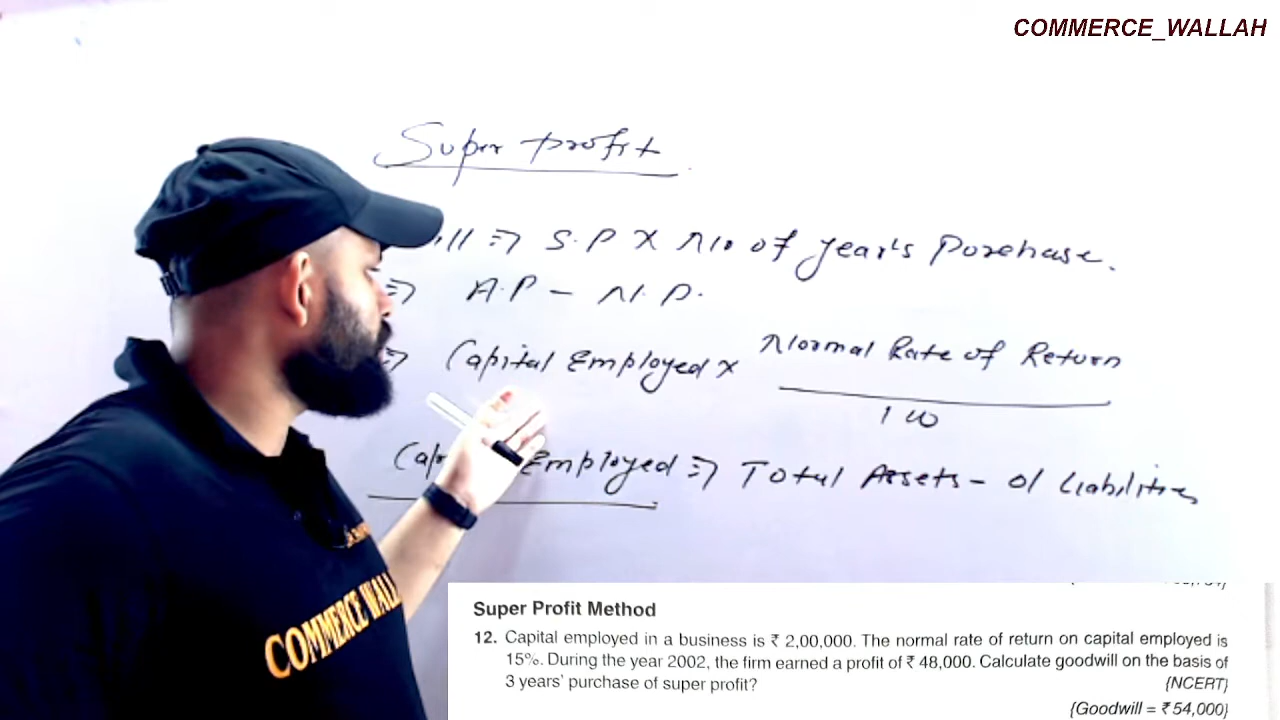 COMMERCE_WALLAH
Super Profit
ll => S.P X No of year's Purchase.
=> A.P - N.P.
=> Capital Employed X Normal Rate of Return
100
Employed => Total Assets - o/ Liabilities
COMMERCE WALL
Super Profit Method
12. Capital employed in a business is ₹ 2,00,000. The normal rate of return on capital employed is
15%. During the year 2002, the firm earned a profit of ₹ 48,000. Calculate goodwill on the basis of
3 years' purchase of super profit? {NCERT}
{Goodwill = ₹ 54,000}